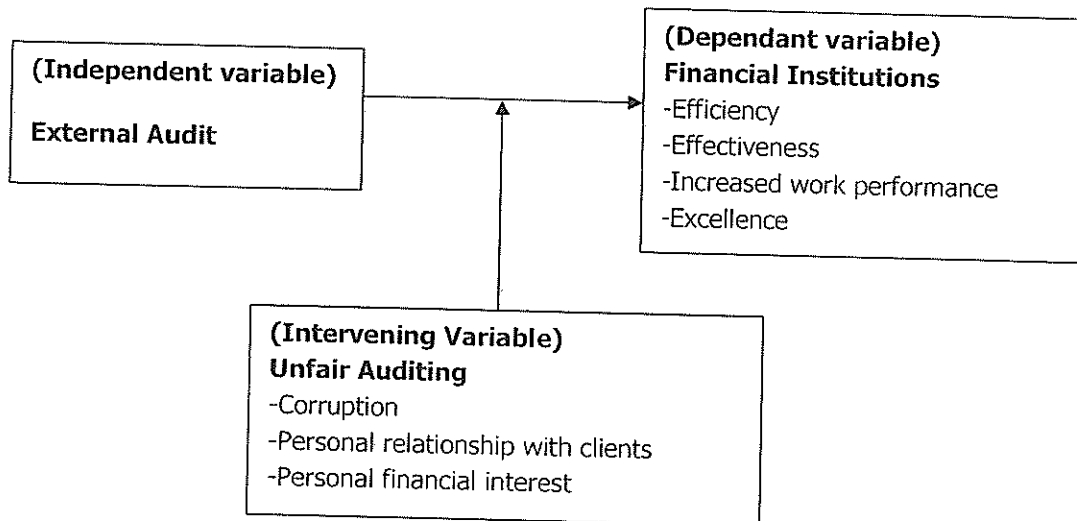 (Independent variable)
External Audit
(Dependant variable)
Financial Institutions
-Efficiency
-Effectiveness
-Increased work performance
-Excellence
(Intervening Variable)
Unfair Auditing
-Corruption
-Personal relationship with clients
-Personal financial interest